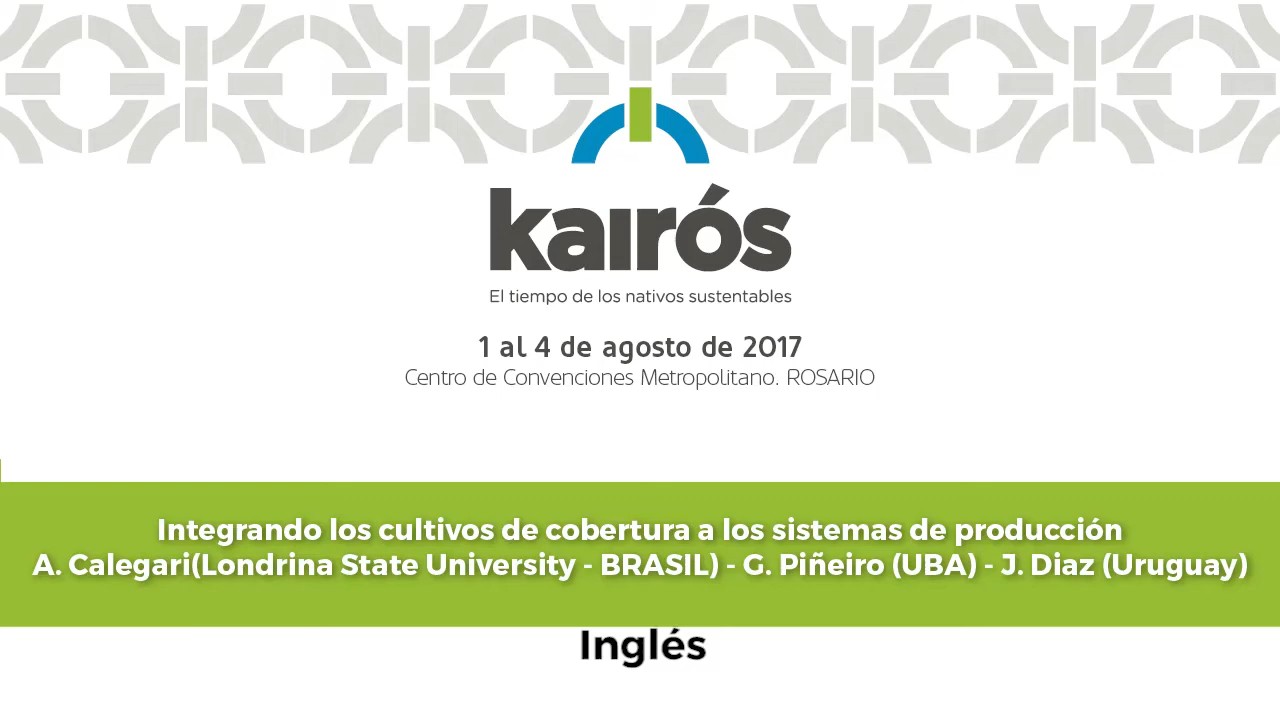 kairós
El tiempo de los nativos sustentables
1 al 4 de agosto de 2017
Centro de Convenciones Metropolitano. ROSARIO
Integrando los cultivos de cobertura a los sistemas de producción
A. Calegari(Londrina State University - BRASIL) - G. Piñeiro (UBA) - J. Diaz (Uruguay)
Inglés